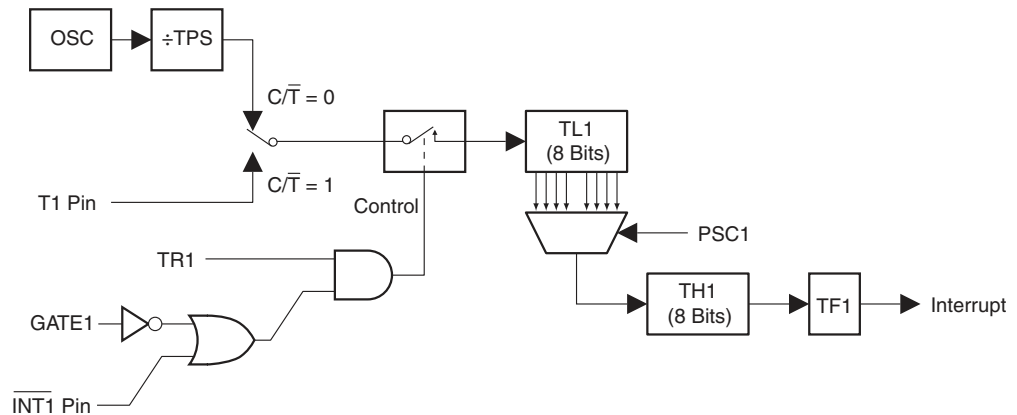 OSC
÷TPS
C/T̅ = 0
TL1
(8 Bits)
C/T̅ = 1
T1 Pin
Control
PSC1
TR1
TH1
(8 Bits)
TF1
Interrupt
GATE1
I̅N̅T̅1̅ Pin